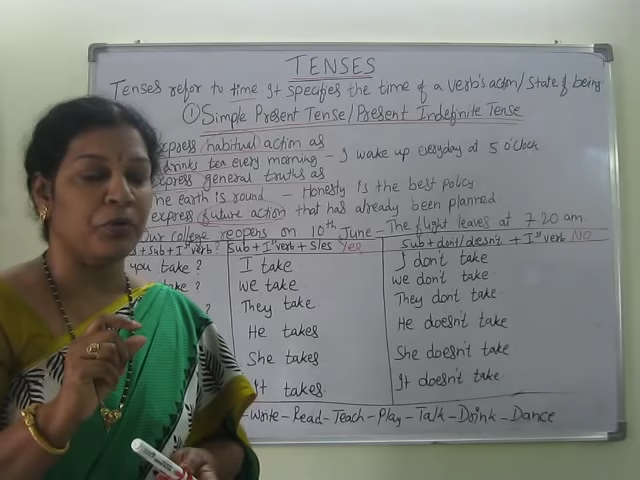 TENSES
Tenses refer to time. It specifies the time of a verb's action/State of being
① Simple Present Tense/Present Indefinite Tense
express habitual action as
drinks tea every morning - I wake up everyday at 5 o'clock
express general truths as
The earth is round - Honesty is the best policy
express future action that has already been planned
Our college reopens on 10th June - The flight leaves at 7 20 am
+ Sub + Ist verb ? Sub + Ist verb + S/es Yes Sub + don't/doesn't + Ist verb NO
you take ? I take I don't take
take ? we take we don't take
? They take They don't take
He takes He doesn't take
She takes She doesn't take
It takes It doesn't take
- Write - Read - Teach - Play - Talk - Drink - Dance